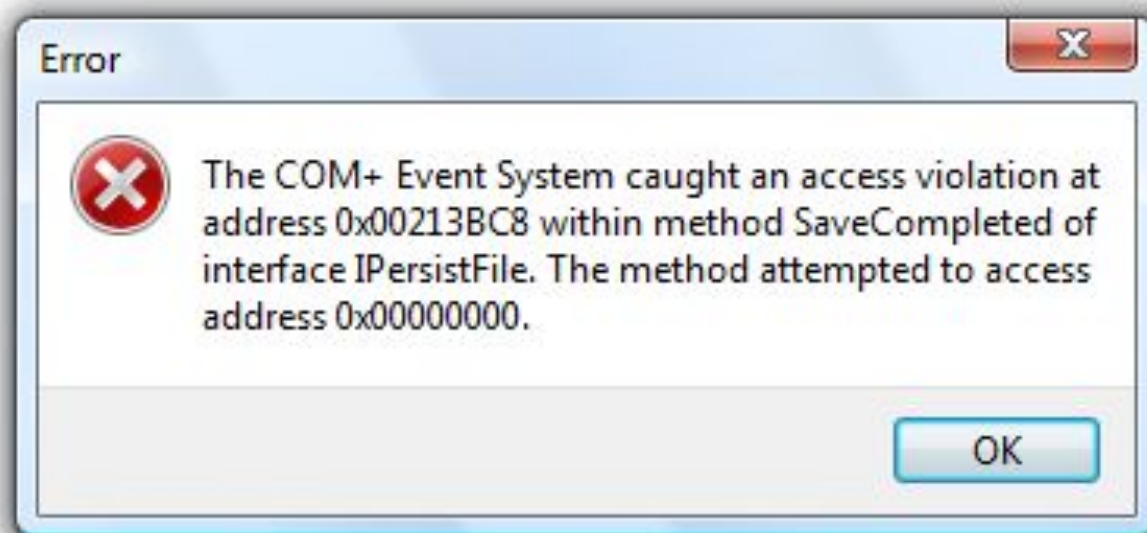 Error
The COM+ Event System caught an access violation at
address 0x00213BC8 within method SaveCompleted of
interface IPersistFile. The method attempted to access
address 0x00000000.
OK